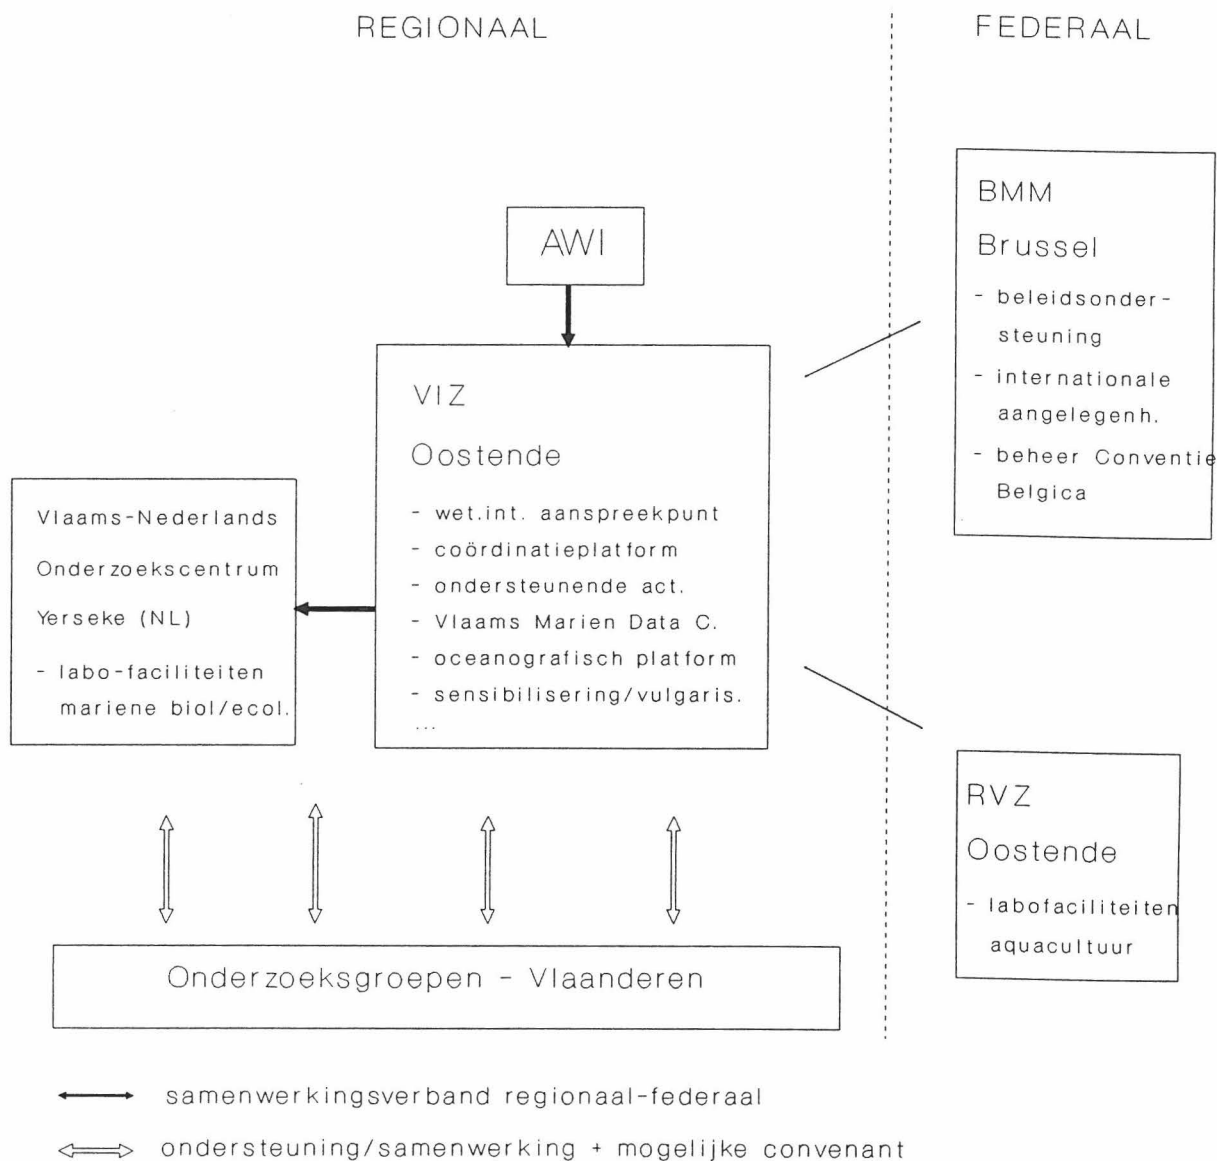 REGIONAAL
FEDERAAL
AWI
VIZ
Oostende
- wet.int. aanspreekpunt
- coördinatieplatform
- ondersteunende act.
- Vlaams Marien Data C.
- oceanografisch platform
- sensibilisering/vulgaris.
...
Vlaams-Nederlands
Onderzoekscentrum
Yerseke (NL)
- labo-faciliteiten
mariene biol/ecol.
BMM
Brussel
- beleidsonder-
steuning
- internationale
aangelegenh.
- beheer Conventie
Belgica
RVZ
Oostende
- labofaciliteiten
aquacultuur
Onderzoeksgroepen - Vlaanderen
samenwerkingsverband regionaal-federaal
ondersteuning/samenwerking + mogelijke convenant